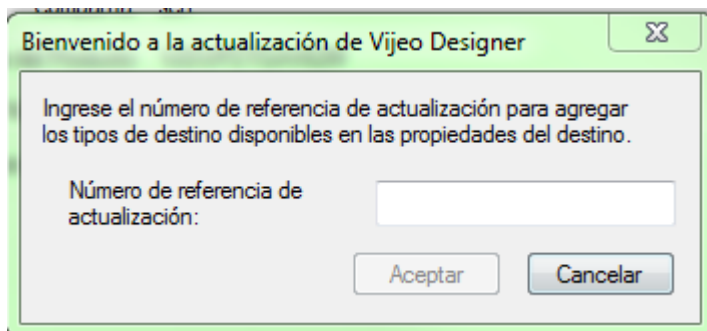 Bienvenido a la actualización de Vijeo Designer
Ingrese el número de referencia de actualización para agregar
los tipos de destino disponibles en las propiedades del destino.
Número de referencia de
actualización:
Aceptar
Cancelar